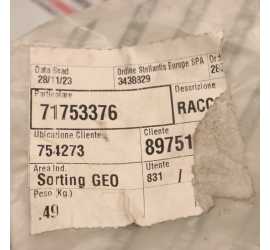 Data Sped Ordine Stellantis Europe SPA
28/11/23 3438829
Particolare Descrizione
71753376 RACC
Ubicazione Cliente Cliente
754273 89751
Area Ind. Utente
Sorting GEO 831 /
Peso (Kg.)
.49